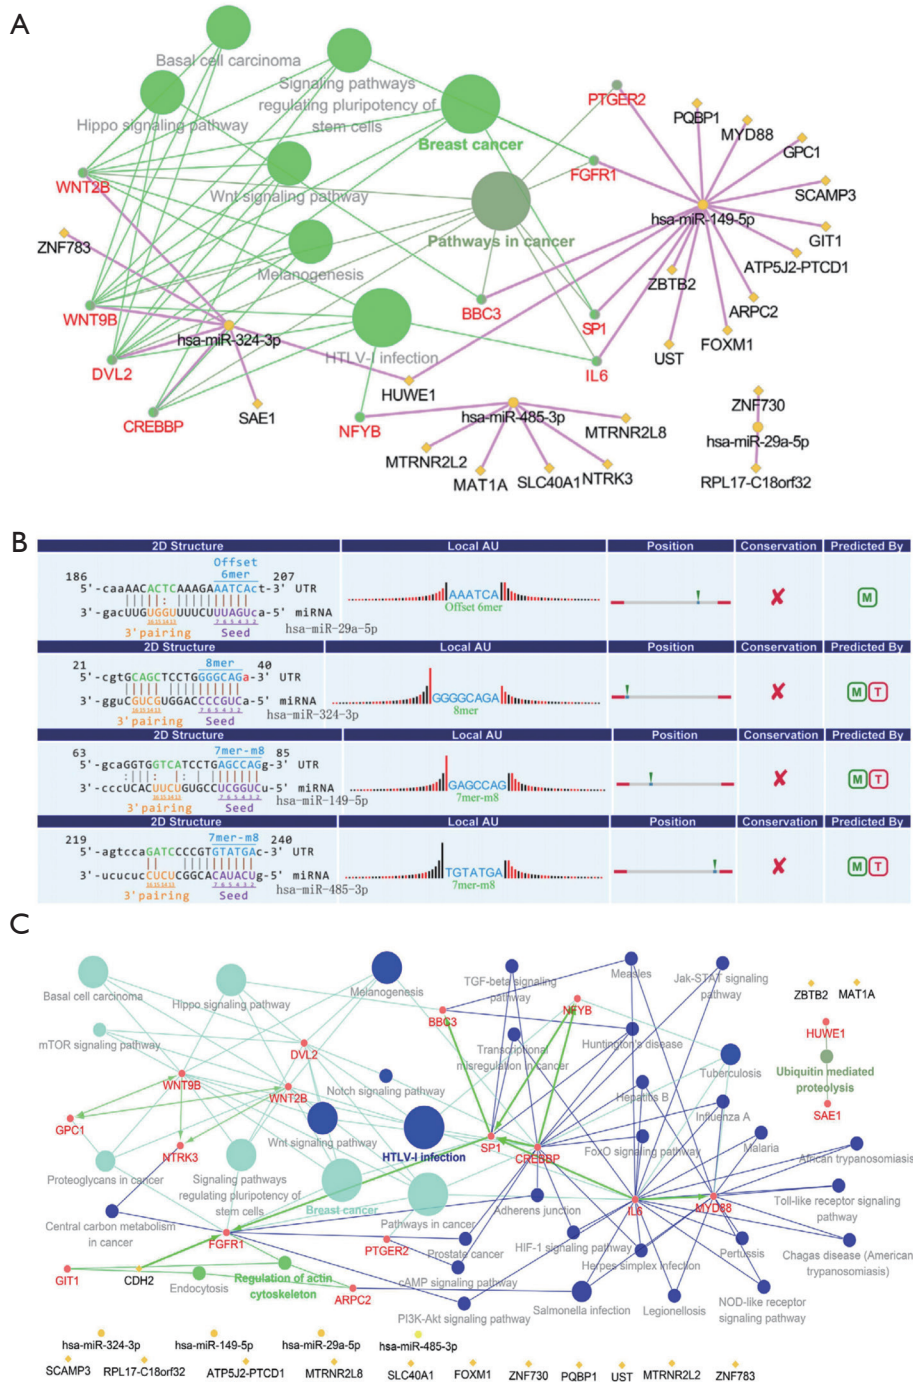 A
Basal cell carcinoma
Signaling pathways
regulating pluripotency of
stem cells
Hippo signaling pathway
Breast cancer
PTGER2
PQBP1
MYD88
GPC1
WNT2B
Wnt signaling pathway
FGFR1
SCAMP3
hsa-miR-149-5p
ZNF783
Pathways in cancer
GIT1
Melanogenesis
ATP5J2-PTCD1
ZBTB2
WNT9B
BBC3
SP1
ARPC2
hsa-miR-324-3p
FOXM1
HTLV-I infection
UST
DVL2
IL6
HUWE1
CREBBP
SAE1
NFYB
hsa-miR-485-3p
ZNF730
MTRNR2L8
hsa-miR-29a-5p
MTRNR2L2
MAT1A
SLC40A1
NTRK3
RPL17-C18orf32
B
2D Structure Local AU Position Conservation Predicted By
Offset
6mer
186 207
5'-caaAACACTCAAAGAAATCAct-3' UTR
3'-gacUUGUGGUUUUCUUUAGUca-5' miRNA
3'pairing Seed
hsa-miR-29a-5p
AAATCA
Offset 6mer
M
2D Structure Local AU Position Conservation Predicted By
21 8mer 40
5'-cgtGCAGCTCCTGGGGCAGa-3' UTR
3'-gguCGUCGUGGACCCCGUCa-5' miRNA
3'pairing Seed
hsa-miR-324-3p
GGGGCAGA
8mer
M T
2D Structure Local AU Position Conservation Predicted By
63 7mer-m8 85
5'-gcaGGTGGTCATCCTGAGCCAGg-3' UTR
3'-cccUCACUUCUGUGCCUCGGUCu-5' miRNA
3'pairing Seed
hsa-miR-149-5p
GAGCCAG
7mer-m8
M T
2D Structure Local AU Position Conservation Predicted By
219 7mer-m8 240
5'-agtccaGATCCCCGTGTATGAc-3' UTR
3'-ucucucCUCUCGGCACAUACUg-5' miRNA
3'pairing Seed
hsa-miR-485-3p
TGTATGA
7mer-m8
M T
C
Basal cell carcinoma
Hippo signaling pathway
Melanogenesis
TGF-beta signaling
pathway
Measles
Jak-STAT signaling
pathway
ZBTB2
MAT1A
BBC3
NFYB
HUWE1
mTOR signaling pathway
DVL2
Transcriptional
misregulation in cancer
Huntington's disease
Tuberculosis
Ubiquitin mediated
proteolysis
WNT9B
WNT2B
Notch signaling pathway
Hepatitis B
Influenza A
SAE1
GPC1
NTRK3
Wnt signaling pathway
HTLV-I infection
SP1
CREBBP
FoxO signaling pathway
Malaria
African trypanosomiasis
Proteoglycans in cancer
Signaling pathways
regulating pluripotency of
stem cells
Breast cancer
Pathways in cancer
Adherens junction
IL6
MYD88
Toll-like receptor signaling
pathway
Central carbon metabolism
in cancer
FGFR1
PTGER2
Prostate cancer
HIF-1 signaling pathway
Pertussis
Chagas disease (American
trypanosomiasis)
GIT1
CDH2
Endocytosis
Regulation of actin
cytoskeleton
ARPC2
cAMP signaling pathway
Herpes simplex infection
PI3K-Akt signaling pathway
Salmonella infection
Legionellosis
NOD-like receptor
signaling pathway
hsa-miR-324-3p
hsa-miR-149-5p
hsa-miR-29a-5p
hsa-miR-485-3p
SCAMP3
RPL17-C18orf32
ATP5J2-PTCD1
MTRNR2L8
SLC40A1
FOXM1
ZNF730
PQBP1
UST
MTRNR2L2
ZNF783